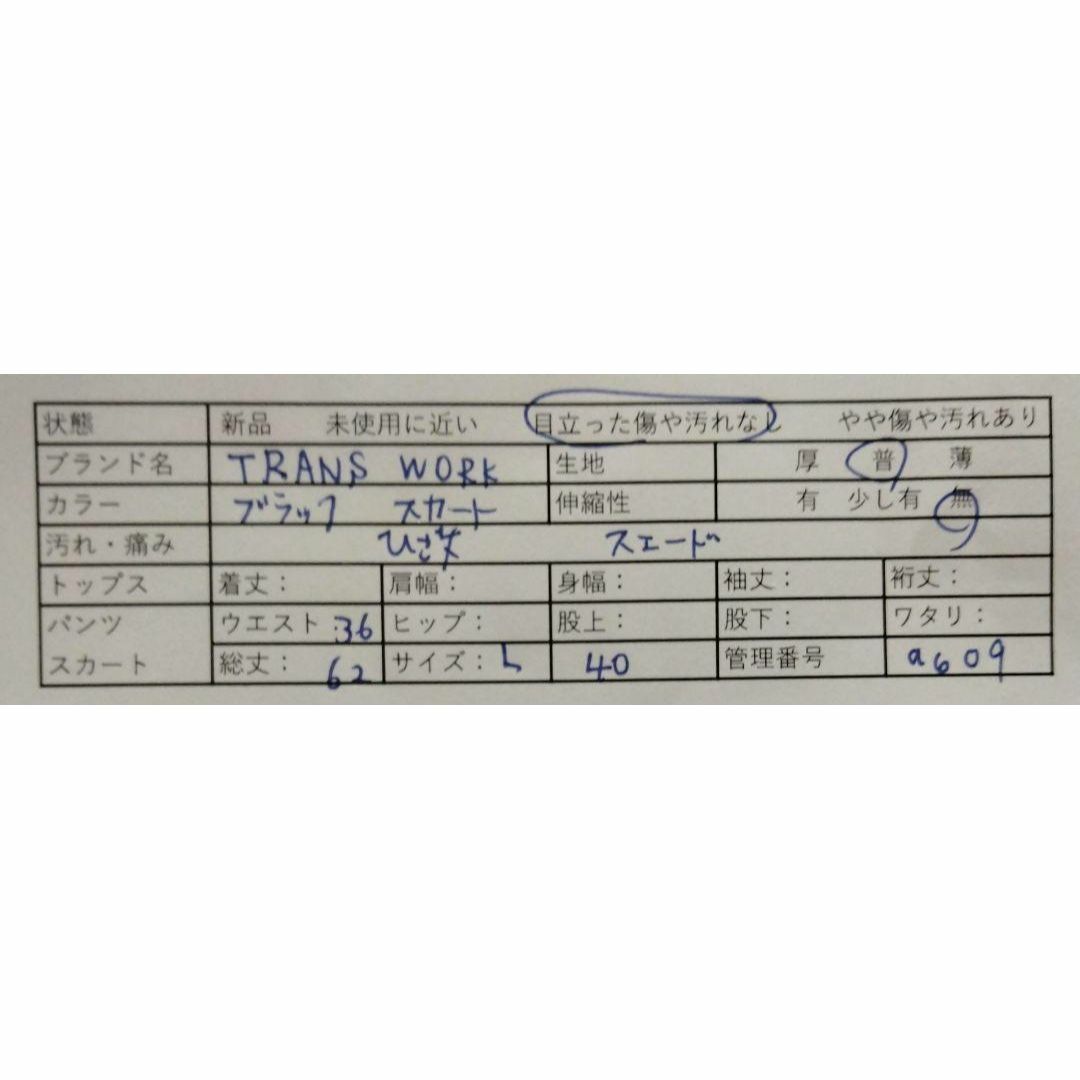 状態 新品 未使用に近い 目立った傷や汚れなし やや傷や汚れあり
ブランド名 TRANS WORK 生地 厚 普 薄
カラー ブラック スカート 伸縮性 有 少し有 無
汚れ・痛み ひざ丈 スエード
トップス 着丈: 肩幅: 身幅: 袖丈: 裄丈:
パンツ ウエスト:36 ヒップ: 股上: 股下: ワタリ:
スカート 総丈:62 サイズ:L 40 管理番号 a609